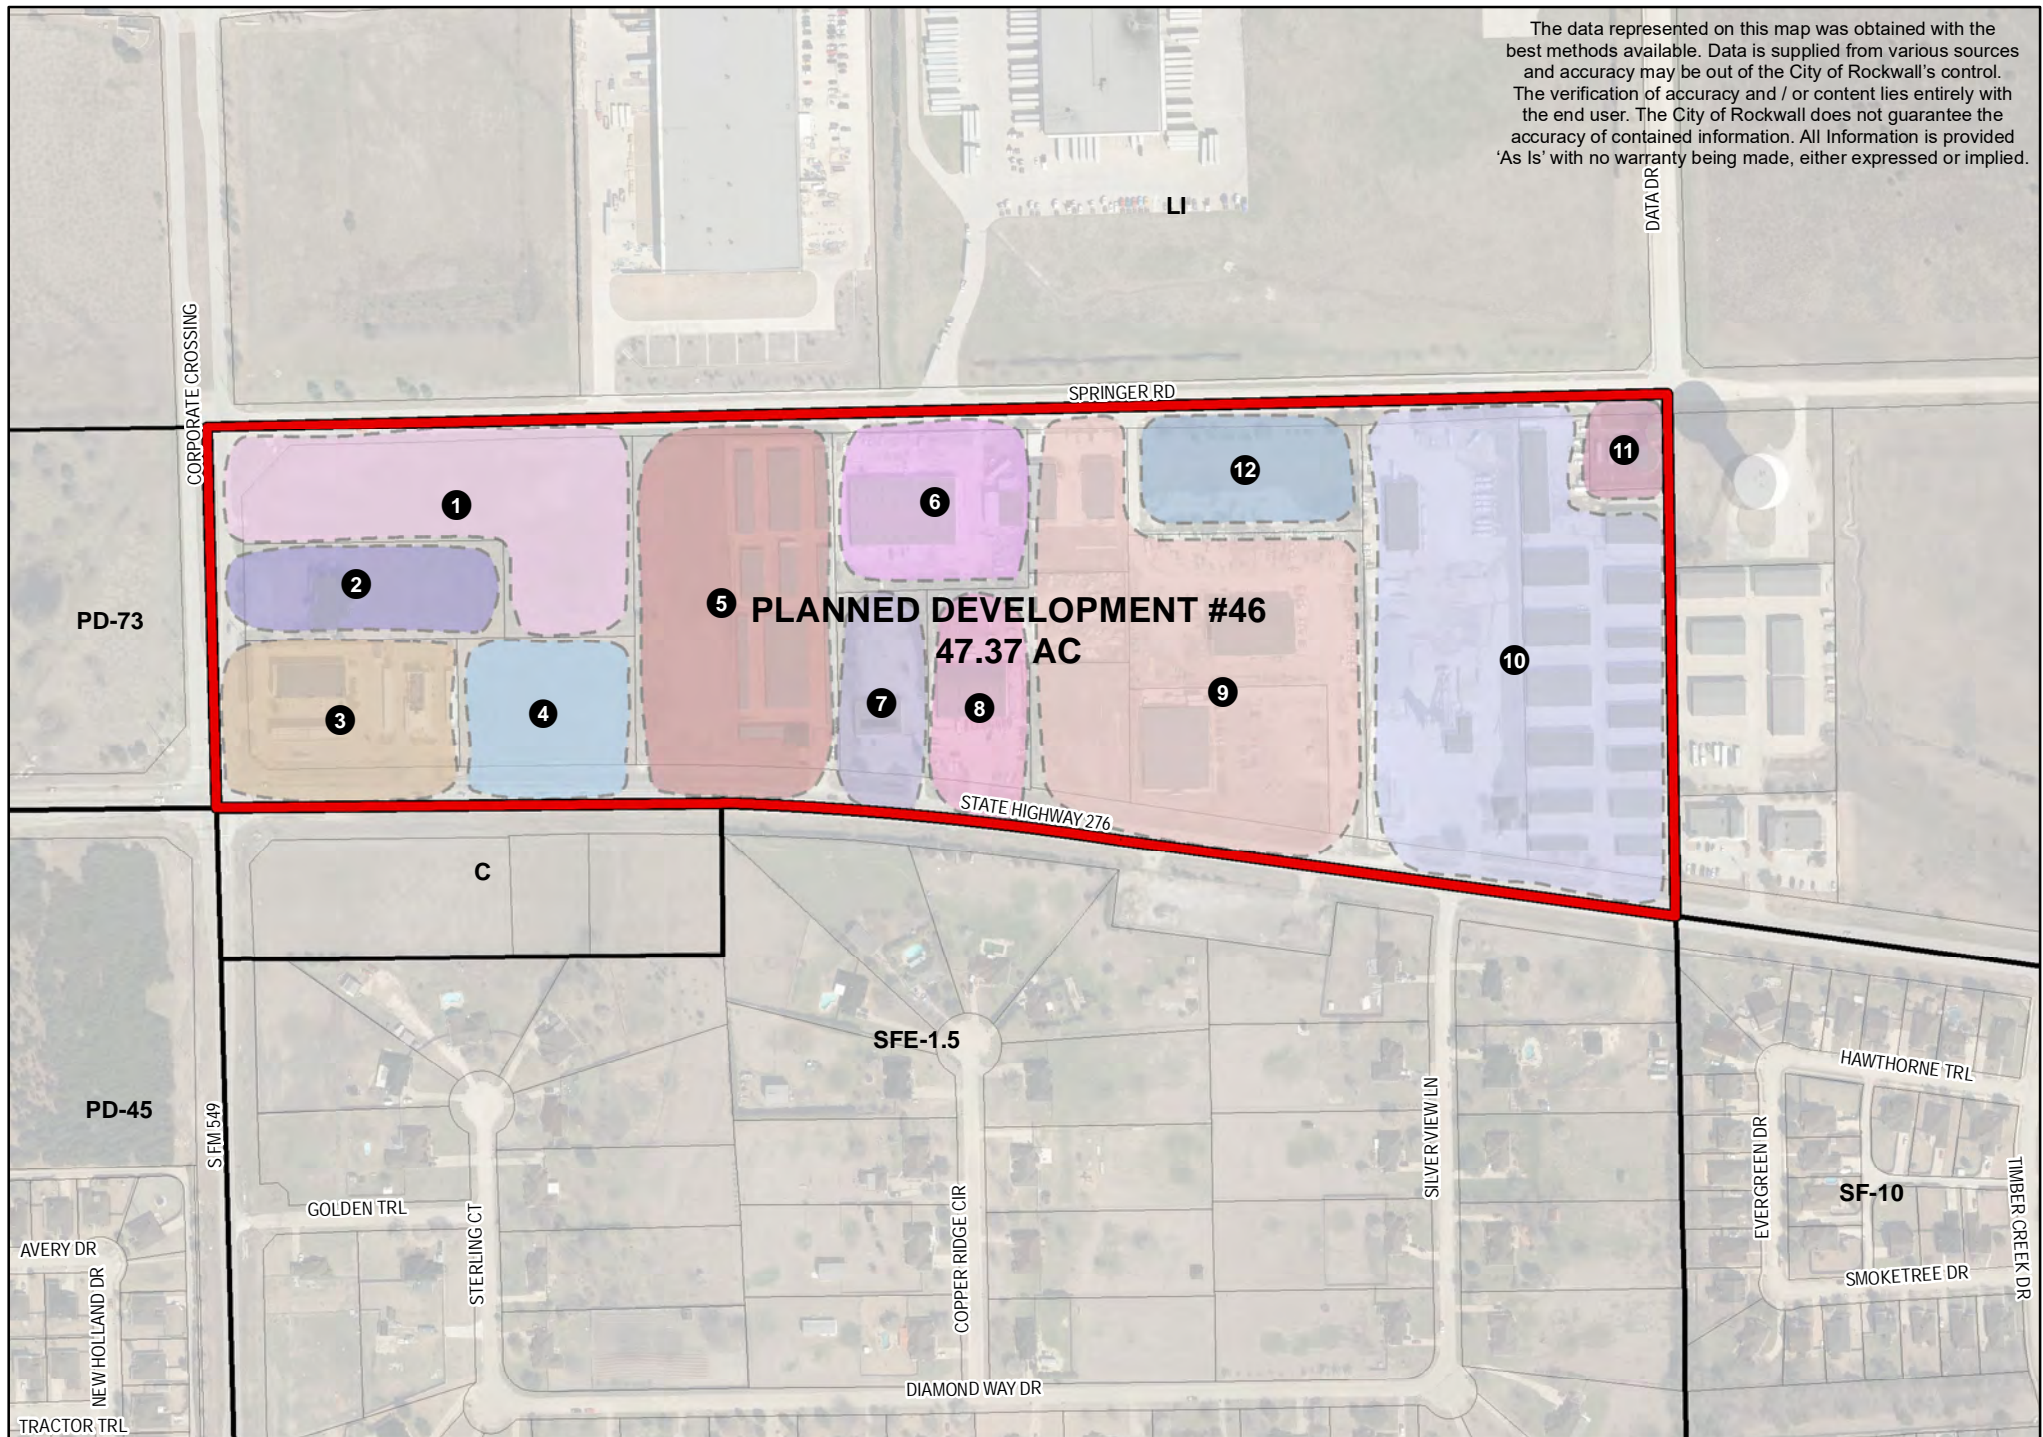 The data represented on this map was obtained with the
best methods available. Data is supplied from various sources
and accuracy may be out of the City of Rockwall's control.
The verification of accuracy and / or content lies entirely with
the end user. The City of Rockwall does not guarantee the
accuracy of contained information. All Information is provided
‘As Is’ with no warranty being made, either expressed or implied.
LI
DATA DR
CORPORATE CROSSING
SPRINGER RD
11
12
1
6
2
PD-73
5
PLANNED DEVELOPMENT #46
47.37 AC
10
3
4
7
8
9
STATE HIGHWAY 276
C
SFE-1.5
HAWTHORNE TRL
PD-45
S FM 549
SILVER VIEW LN
EVERGREEN DR
SF-10
TIMBER CREEK DR
GOLDEN TRL
STERLING CT
COPPER RIDGE CIR
AVERY DR
NEW HOLLAND DR
SMOKETREE DR
DIAMOND WAY DR
TRACTOR TRL